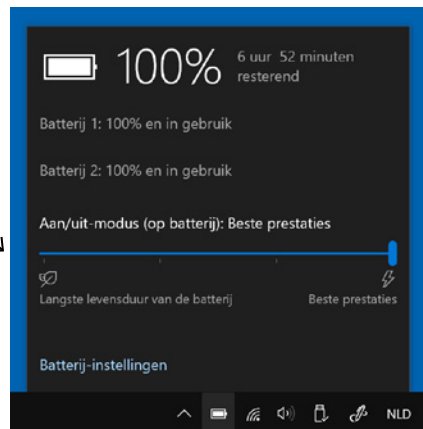 100%
6 uur 52 minuten
resterend
Batterij 1: 100% en in gebruik
Batterij 2: 100% en in gebruik
Aan/uit-modus (op batterij): Beste prestaties
Langste levensduur van de batterij
Beste prestaties
Batterij-instellingen
NLD